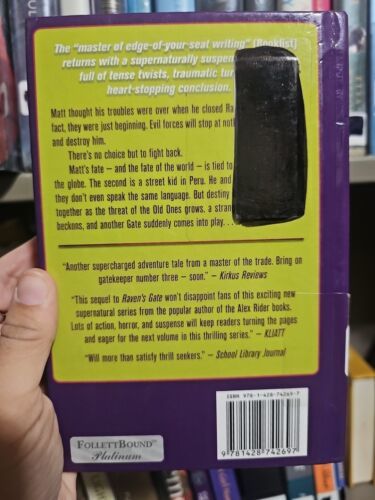 The "master of edge-of-your-seat writing" (Booklist)
returns with a supernaturally
full of tense twists, traumatic
heart-stopping conclusion.
Matt thought his troubles were over when he closed
fact, they were just beginning. Evil forces will stop at
and destroy him.
There's no choice but to fight back.
Matt's fate – and the fate of the world – is tied to
the globe. The second is a street kid in Peru. He and
they don't even speak the same language. But destiny
together as the threat of the Old Ones grows, a
beckons, and another Gate suddenly comes into play. . . .
"Another supercharged adventure tale from a master of the trade. Bring on
gatekeeper number three – soon." – Kirkus Reviews
"This sequel to Raven's Gate won't disappoint fans of this exciting new
supernatural series from the popular author of the Alex Rider books.
Lots of action, horror, and suspense will keep readers turning the pages
and eager for the next volume in this thrilling series." – KLIATT
"Will more than satisfy thrill seekers." – School Library Journal
ISBN 978-1-428-74269-7
9 781428 742697
FOLLETTBOUND™
Platinum